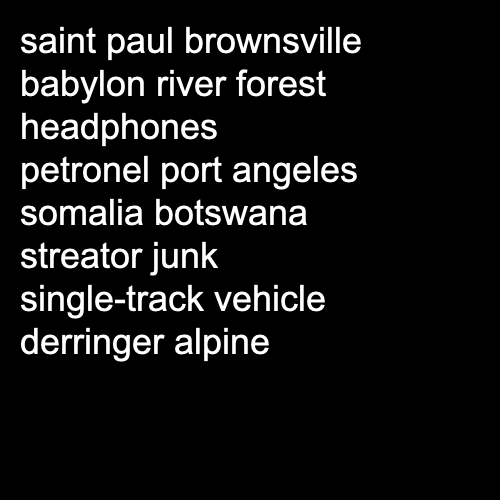 saint paul brownsville
babylon river forest
headphones
petronel port angeles
somalia botswana
streator junk
single-track vehicle
derringer alpine